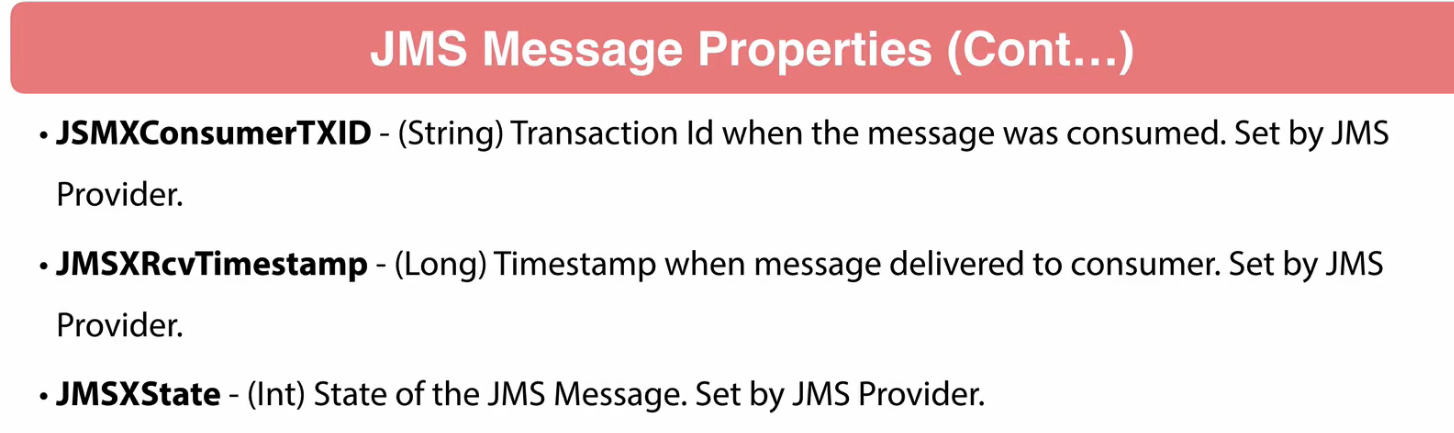 JMS Message Properties (Cont...)
• JSMXConsumerTXID - (String) Transaction Id when the message was consumed. Set by JMS
Provider.
• JMSXRcvTimestamp - (Long) Timestamp when message delivered to consumer. Set by JMS
Provider.
• JMSXState - (Int) State of the JMS Message. Set by JMS Provider.